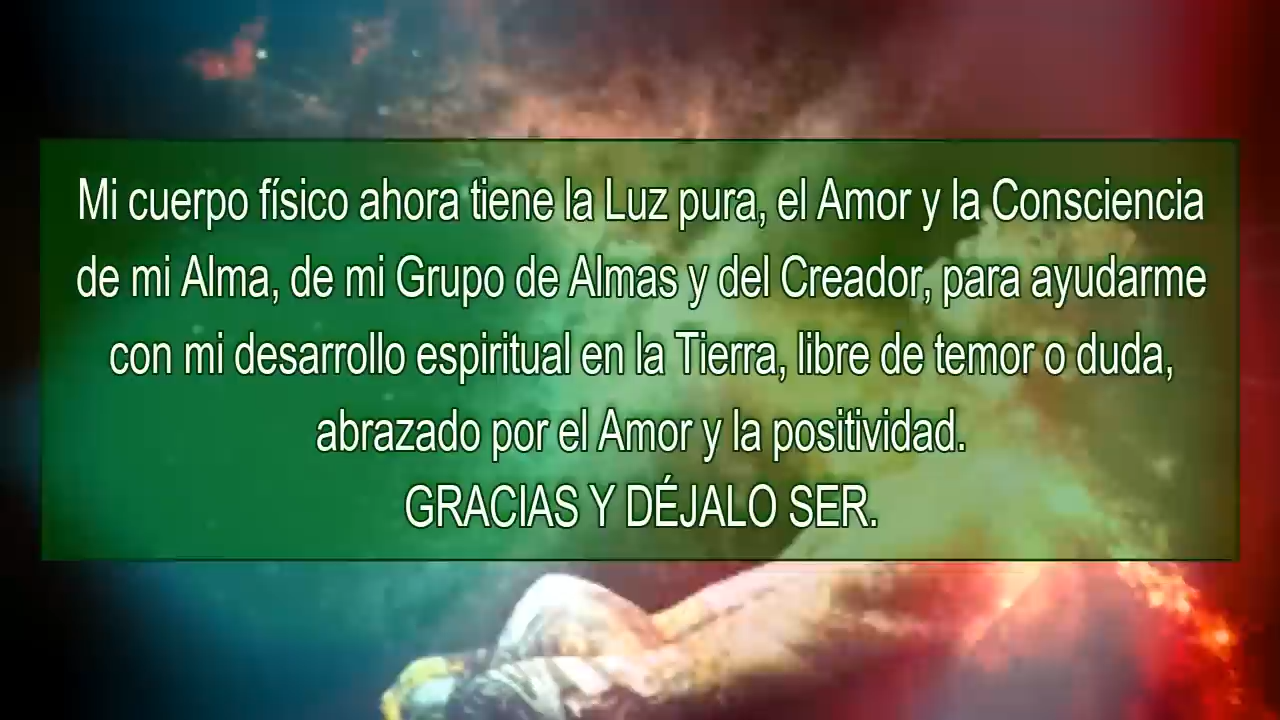 Mi cuerpo físico ahora tiene la Luz pura, el Amor y la Consciencia
de mi Alma, de mi Grupo de Almas y del Creador, para ayudarme
con mi desarrollo espiritual en la Tierra, libre de temor o duda,
abrazado por el Amor y la positividad.
GRACIAS Y DÉJALO SER.